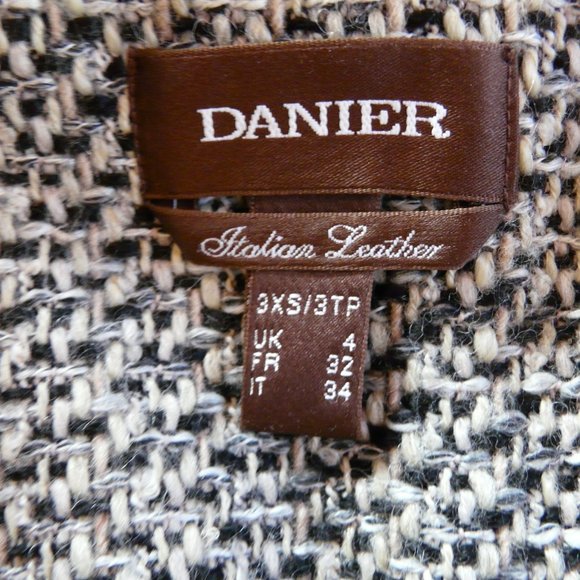 DANIER
Italian Leather
3XS/3TP
UK 4
FR 32
IT 34